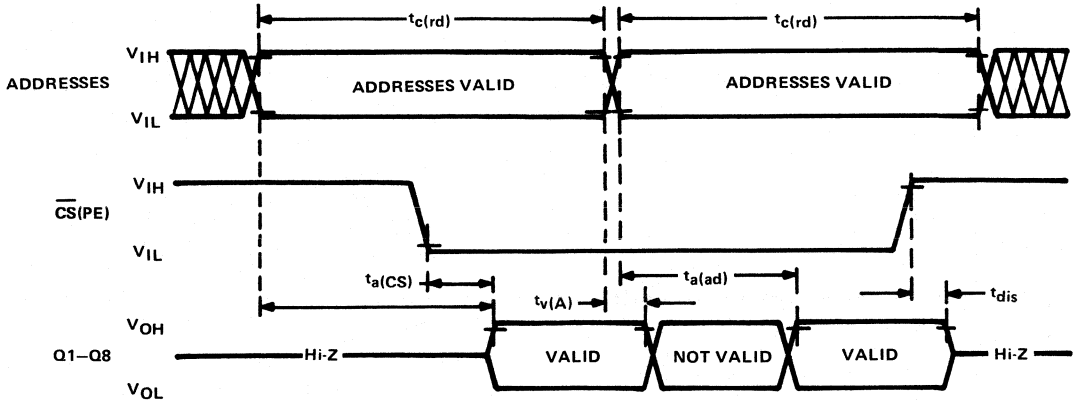 tc(rd) tc(rd)
VIH
ADDRESSES ADDRESSES VALID ADDRESSES VALID
VIL
VIH
CS(PE)
VIL
ta(CS) ta(ad)
tv(A) tdis
VOH
Q1–Q8 Hi-Z VALID NOT VALID VALID Hi-Z
VOL